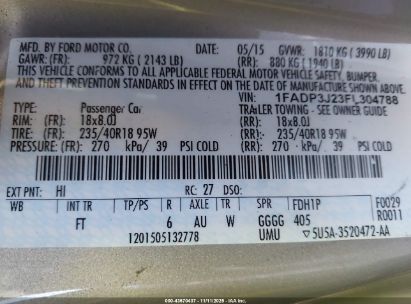 MFD. BY FORD MOTOR CO. 05/15 GVWR: 1810 KG ( 3990 LB)
GAWR: (FR): 972 KG ( 2143 LB) (RR): 880 KG ( 1940 LB)
THIS VEHICLE CONFORMS TO ALL APPLICABLE FEDERAL MOTOR VEHICLE SAFETY, BUMPER,
AND THEFT PREVENTION STANDARDS IN EFFECT ON THE DATE OF MANUFACTURE SHOWN ABOVE.
VIN: 1FADP3J23FL304788
TYPE: Passenger Car TRAILER TOWING - SEE OWNER GUIDE
RIM: (FR) 18x8.0J (RR): 18x8.0J
TIRE: (FR) 235/40R18 95W (RR): 235/40R18 95W
PRESSURE: (FR) 270 kPa/ 39 PSI COLD (RR): 270 kPa/ 39 PSI COLD
EXT PNT: HI RC: 27 DSO: F0029
WB INT TR TP/PS R AXLE TR SPR FDH1P R0011
FT 6 AU W GGGG 405
1201505132778 UMU ▽5U5A-3520472-AA